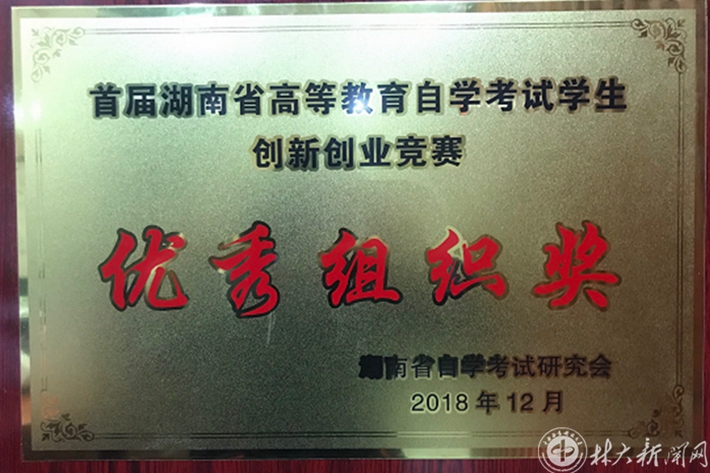 首届湖南省高等教育自学考试学生
创新创业竞赛
优秀组织奖
湖南省自学考试研究会
2018年12月
林大新闻网